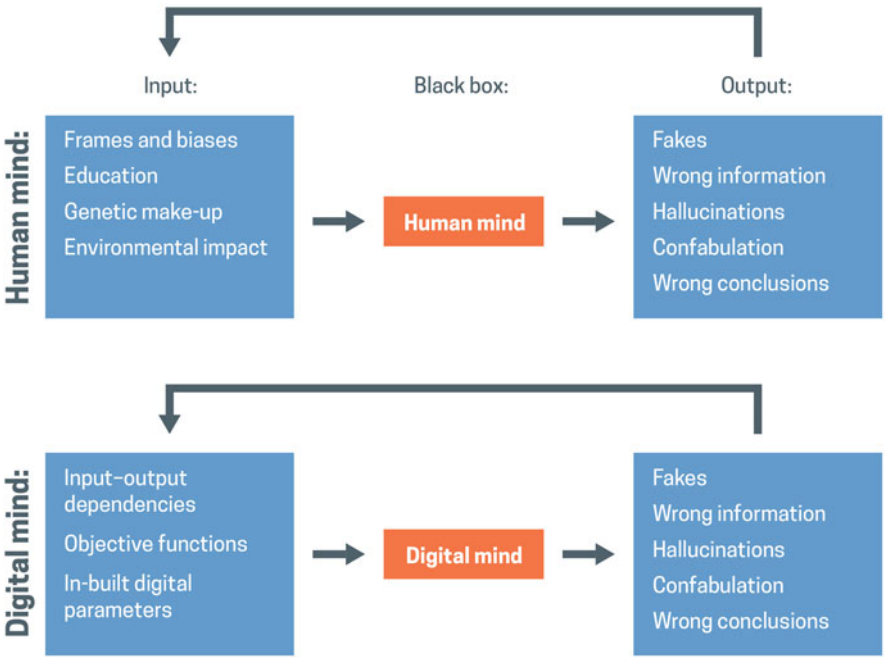 Input:
Black box:
Output:
Human mind:
Frames and biases
Education
Genetic make-up
Environmental impact
Human mind
Fakes
Wrong information
Hallucinations
Confabulation
Wrong conclusions
Digital mind:
Input–output
dependencies
Objective functions
In-built digital
parameters
Digital mind
Fakes
Wrong information
Hallucinations
Confabulation
Wrong conclusions